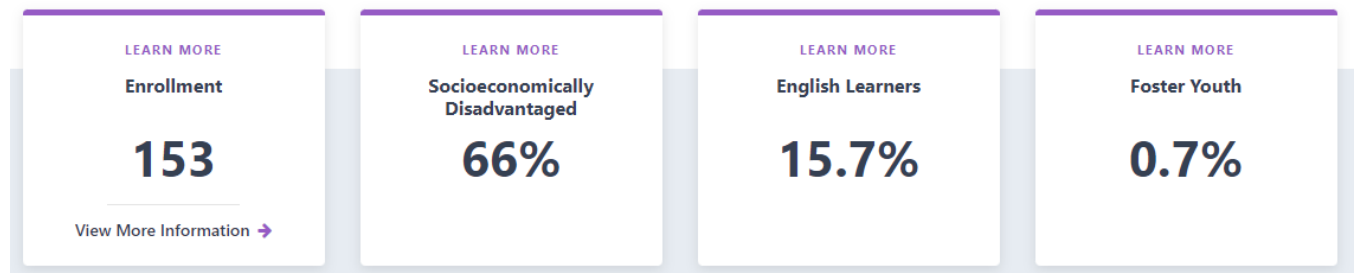 LEARN MORE
Enrollment
153
View More Information
LEARN MORE
Socioeconomically
Disadvantaged
66%
LEARN MORE
English Learners
15.7%
LEARN MORE
Foster Youth
0.7%